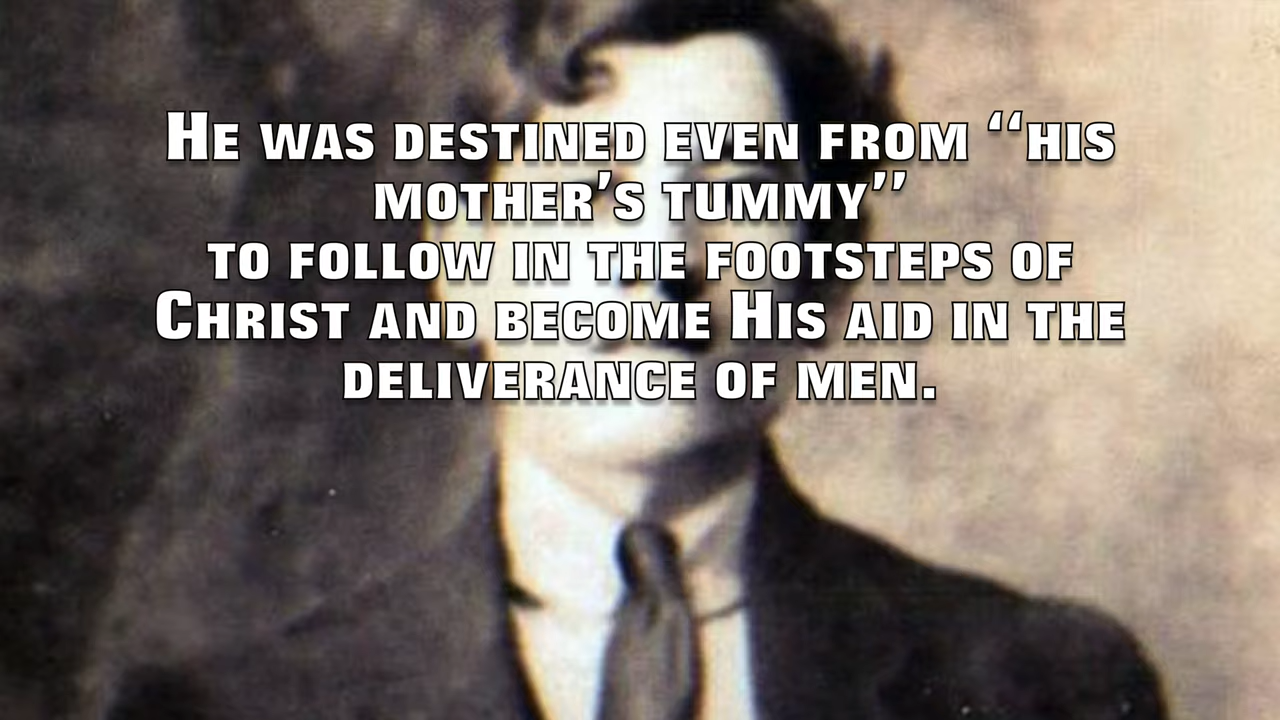 He was destined even from “his
mother’s tummy”
to follow in the footsteps of
Christ and become His aid in the
deliverance of men.